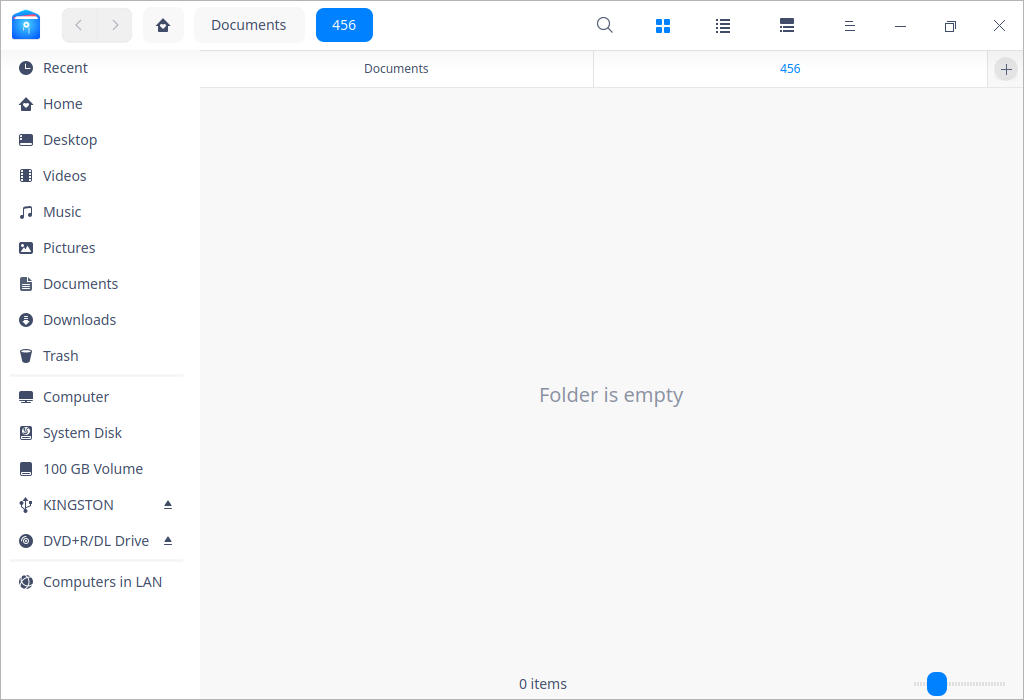 Documents
456
Recent
Home
Desktop
Videos
Music
Pictures
Documents
Downloads
Trash
Computer
System Disk
100 GB Volume
KINGSTON
DVD+R/DL Drive
Computers in LAN
Documents
456
Folder is empty
0 items